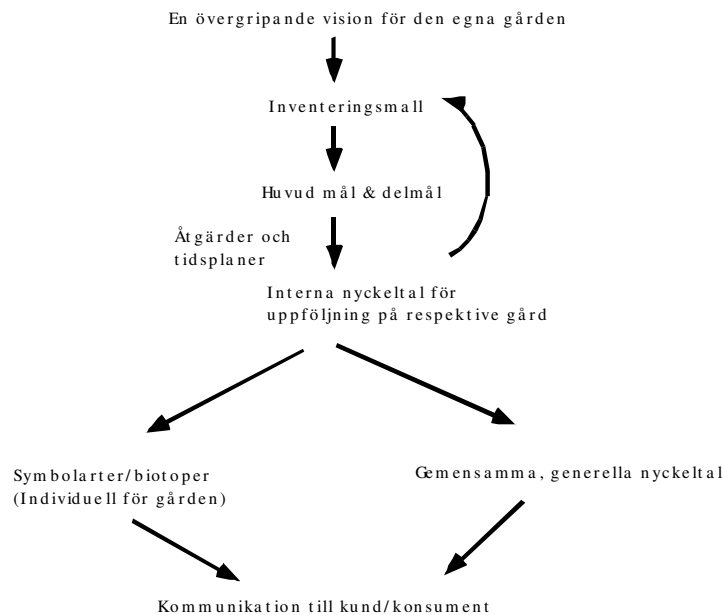 En övergripande vision för den egna gården
Inventeringsmall
Huvud mål & delmål
Åtgärder och
tidsplaner
Interna nyckeltal för
uppföljning på respektive gård
Symbolarter/biotoper
(Individuell för gården)
Gemensamma, generella nyckeltal
Kommunikation till kund/konsument